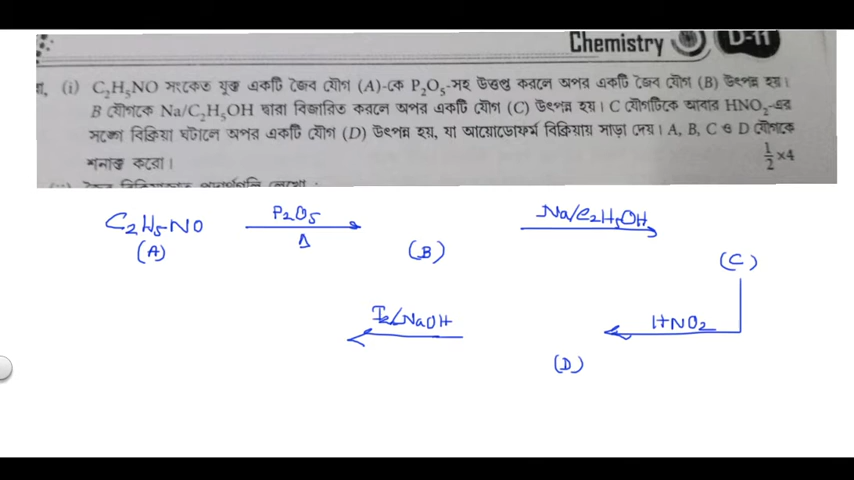 Chemistry D-11
(i) C₂H₅NO সংকেত যুক্ত একটি জৈব যৌগ (A)-কে P₂O₅-সহ উত্তপ্ত করলে অপর একটি জৈব যৌগ (B) উৎপন্ন হয়।
B যৌগকে Na/C₂H₅OH দ্বারা বিজারিত করলে অপর একটি যৌগ (C) উৎপন্ন হয়। C যৌগটিকে আবার HNO₂-এর
সঙ্গে বিক্রিয়া ঘটালে অপর একটি যৌগ (D) উৎপন্ন হয়, যা আয়োডোফর্ম বিক্রিয়ায় সাড়া দেয়। A, B, C ও D যৌগকে
শনাক্ত করো। ½×4
C₂H₅NO P₂O₅ Na/C₂H₅OH
(A) Δ (B) (C)
I₂/NaOH HNO₂
(D)